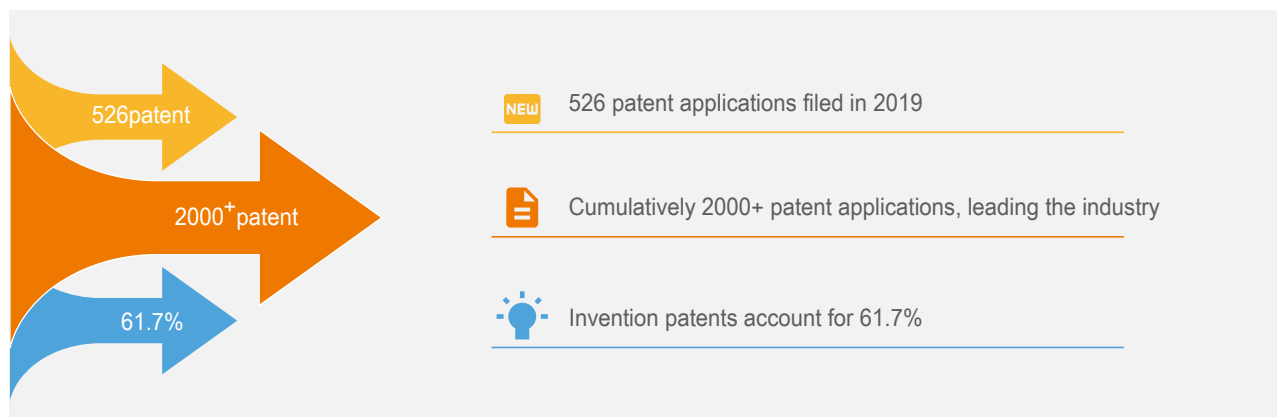 526patent
NEW
526 patent applications filed in 2019
2000+patent
Cumulatively 2000+ patent applications, leading the industry
61.7%
Invention patents account for 61.7%